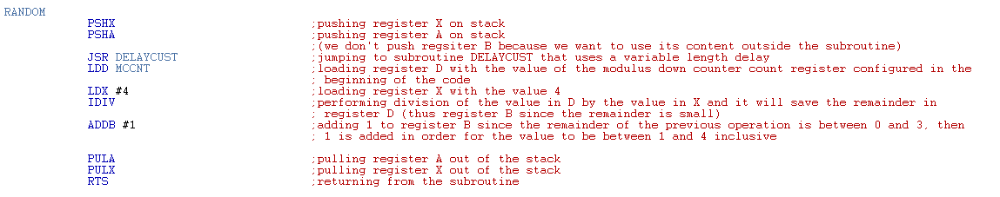 RANDOM
PSHX ;pushing register X on stack
PSHA ;pushing register A on stack
;(we don't push regsiter B because we want to use its content outside the subroutine)
JSR DELAYCUST ;jumping to subroutine DELAYCUST that uses a variable length delay
LDD MCCNT ;loading register D with the value of the modulus down counter count register configured in the
; beginning of the code
LDX #4 ;loading register X with the value 4
IDIV ;performing division of the value in D by the value in X and it will save the remainder in
; register D (thus register B since the remainder is small)
ADDB #1 ;adding 1 to register B since the remainder of the previous operation is between 0 and 3, then
; 1 is added in order for the value to be between 1 and 4 inclusive
PULA ;pulling register A out of the stack
PULX ;pulling register X out of the stack
RTS ;returning from the subroutine